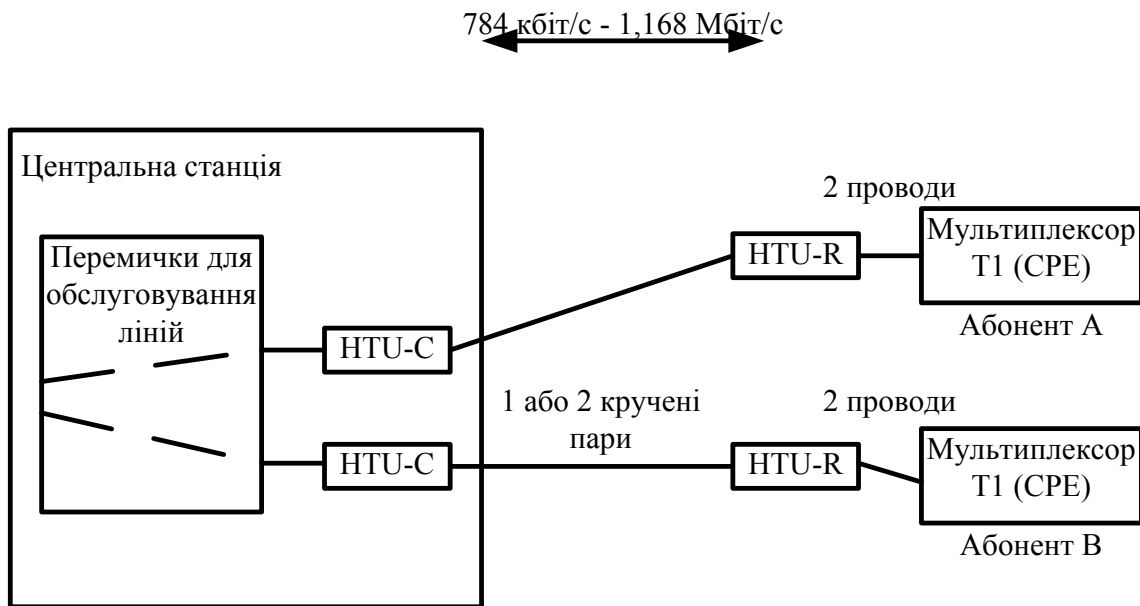 784 кбіт/с - 1,168 Мбіт/с
Центральна станція
Перемички для
обслуговування
ліній
HTU-C
HTU-C
1 або 2 кручені
пари
2 проводи
HTU-R
Мультиплексор
T1 (CPE)
Абонент А
2 проводи
HTU-R
Мультиплексор
T1 (CPE)
Абонент В